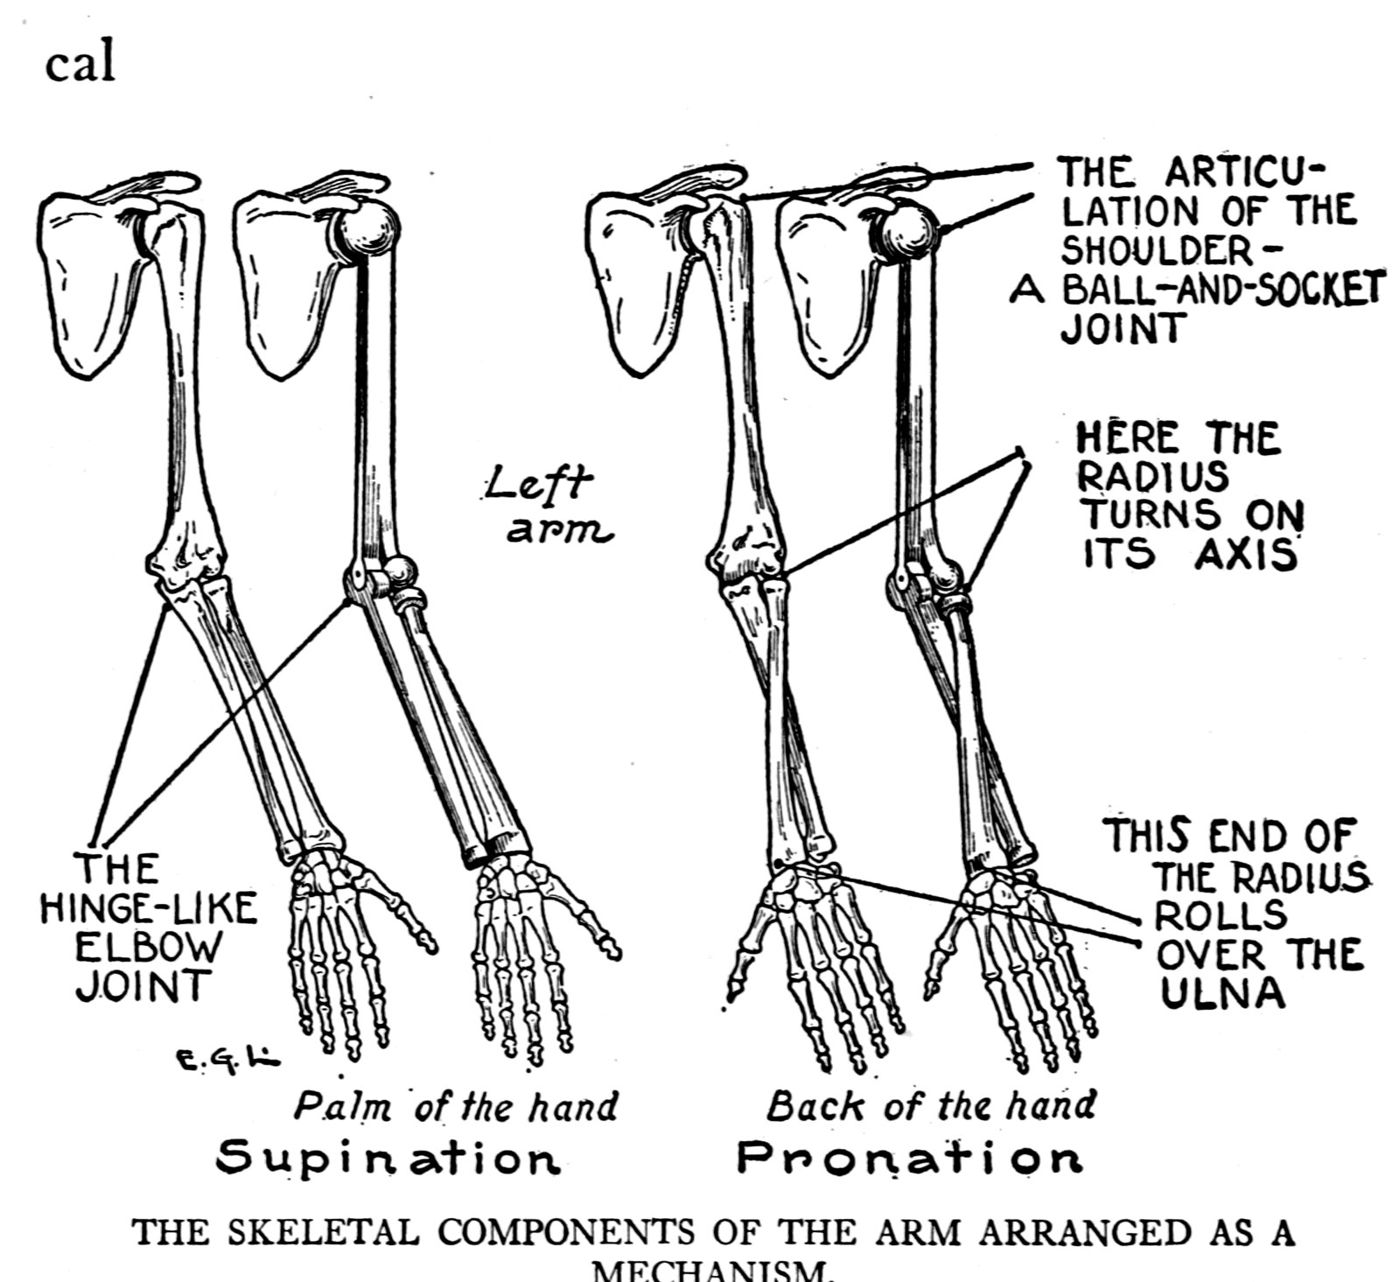 cal
THE ARTICU-
LATION OF THE
SHOULDER-
A BALL-AND-SOCKET
JOINT
HERE THE
RADIUS
TURNS ON
ITS AXIS
Left
arm
THE
HINGE-LIKE
ELBOW
JOINT
THIS END OF
THE RADIUS
ROLLS
OVER THE
ULNA
E.G.L.
Palm of the hand
Supination
Back of the hand
Pronation
THE SKELETAL COMPONENTS OF THE ARM ARRANGED AS A
MECHANISM.